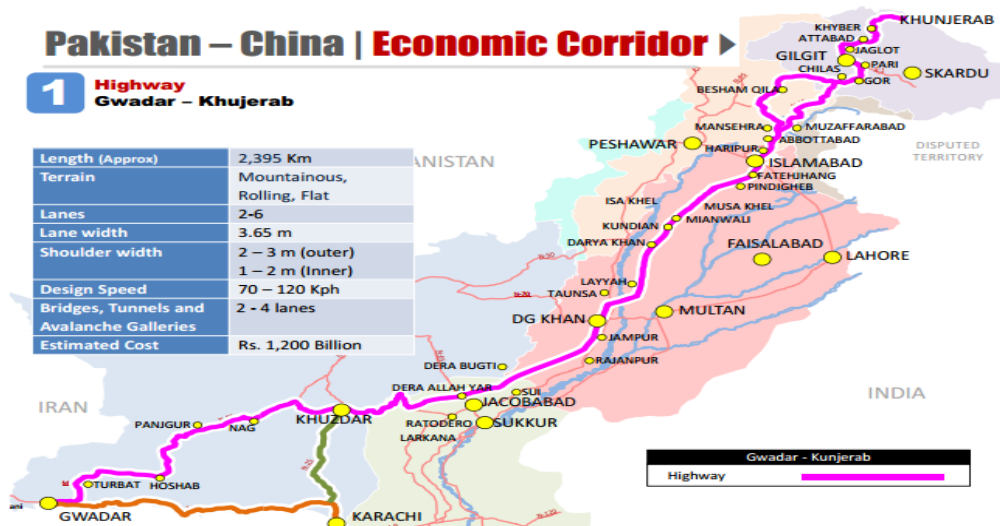 Pakistan – China | Economic Corridor
1
Highway
Gwadar – Khujerab
Length (Approx) 2,395 Km
Terrain Mountainous,
Rolling, Flat
Lanes 2-6
Lane width 3.65 m
Shoulder width 2 – 3 m (outer)
1 – 2 m (Inner)
Design Speed 70 – 120 Kph
Bridges, Tunnels and 2 - 4 lanes
Avalanche Galleries
Estimated Cost Rs. 1,200 Billion
KHUNJERAB
KHYBER
ATTABAD
JAGLOT
GILGIT
PARI
CHILAS
SKARDU
GOR
BESHAM QILA
MANSEHRA
MUZAFFARABAD
ABBOTTABAD
PESHAWAR
HARIPUR
DISPUTED
TERRITORY
ANISTAN
ISLAMABAD
FATEHJHANG
PINDIGHEB
ISA KHEL
MUSA KHEL
MIANWALI
KUNDIAN
DARYA KHAN
FAISALABAD
LAHORE
N-50
LAYYAH
TAUNSA
N-70
DG KHAN
MULTAN
JAMPUR
RAJANPUR
DERA BUGTI
DERA ALLAH YAR
SUI
INDIA
IRAN
JACOBABAD
KHUZDAR
RATODERO
SUKKUR
PANJGUR
NAG
LARKANA
N-25
Gwadar - Kunjerab
Highway
TURBAT
HOSHAB
ani
GWADAR
KARACHI
N-120